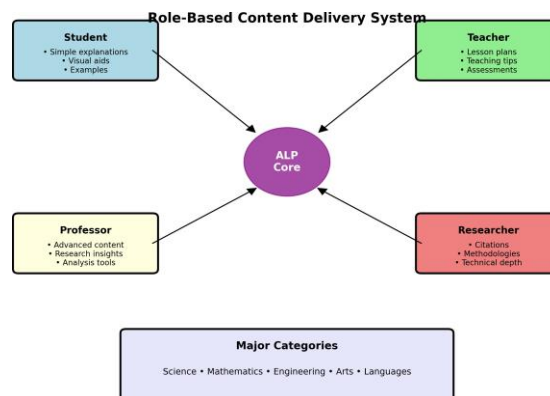 Role-Based Content Delivery System
Student
• Simple explanations
• Visual aids
• Examples
Teacher
• Lesson plans
• Teaching tips
• Assessments
ALP
Core
Professor
• Advanced content
• Research insights
• Analysis tools
Researcher
• Citations
• Methodologies
• Technical depth
Major Categories
Science • Mathematics • Engineering • Arts • Languages